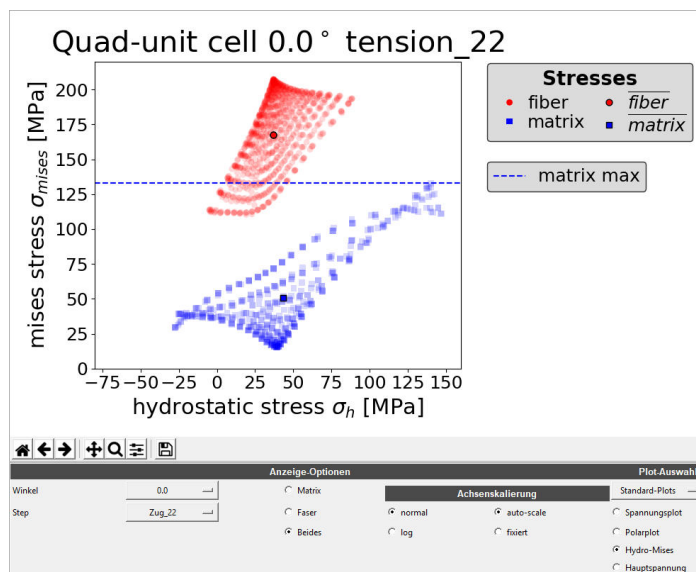 Quad-unit cell 0.0° tension_22
mises stress σmises [MPa]
200
175
150
125
100
75
50
25
0
−75 −50 −25 0 25 50 75 100 125 150
hydrostatic stress σh [MPa]
Stresses
fiber fiber
matrix matrix
matrix max
Anzeige-Optionen Plot-Auswahl
Winkel 0.0 Matrix Achsenskalierung Standard-Plots
Step Zug_22 Faser normal auto-scale Spannungsplot
Beides log fixiert Polarplot
Hydro-Mises
Hauptspannung